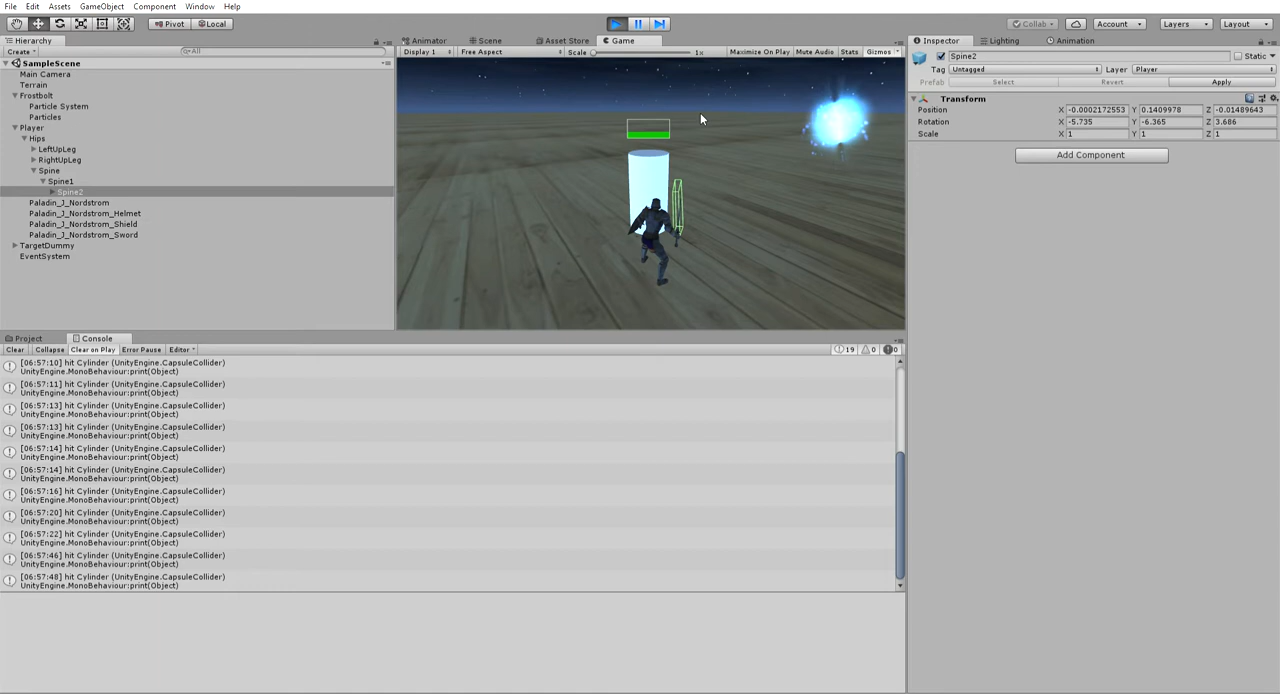 File Edit Assets GameObject Component Window Help
Pivot Local Collab Account Layers Layout
Hierarchy
Create All
SampleScene
Main Camera
Terrain
Frostbolt
Particle System
Particles
Player
Hips
LeftUpLeg
RightUpLeg
Spine
Spine1
Spine2
Paladin_J_Nordstrom
Paladin_J_Nordstrom_Helmet
Paladin_J_Nordstrom_Shield
Paladin_J_Nordstrom_Sword
TargetDummy
EventSystem
Animator Scene Asset Store Game
Display 1 Free Aspect Scale 1x Maximize On Play Mute Audio Stats Gizmos
Inspector Lighting Animation
Spine2 Static
Tag Untagged Layer Player
Prefab Select Revert Apply
Transform
Position X -0.0002172553 Y 0.1409978 Z -0.01489643
Rotation X -5.735 Y -6.365 Z 3.686
Scale X 1 Y 1 Z 1
Add Component
Project Console
Clear Collapse Clear on Play Error Pause Editor 19 0 0
[06:57:10] hit Cylinder (UnityEngine.CapsuleCollider)
UnityEngine.MonoBehaviour:print(Object)
[06:57:11] hit Cylinder (UnityEngine.CapsuleCollider)
UnityEngine.MonoBehaviour:print(Object)
[06:57:13] hit Cylinder (UnityEngine.CapsuleCollider)
UnityEngine.MonoBehaviour:print(Object)
[06:57:13] hit Cylinder (UnityEngine.CapsuleCollider)
UnityEngine.MonoBehaviour:print(Object)
[06:57:14] hit Cylinder (UnityEngine.CapsuleCollider)
UnityEngine.MonoBehaviour:print(Object)
[06:57:14] hit Cylinder (UnityEngine.CapsuleCollider)
UnityEngine.MonoBehaviour:print(Object)
[06:57:16] hit Cylinder (UnityEngine.CapsuleCollider)
UnityEngine.MonoBehaviour:print(Object)
[06:57:20] hit Cylinder (UnityEngine.CapsuleCollider)
UnityEngine.MonoBehaviour:print(Object)
[06:57:22] hit Cylinder (UnityEngine.CapsuleCollider)
UnityEngine.MonoBehaviour:print(Object)
[06:57:46] hit Cylinder (UnityEngine.CapsuleCollider)
UnityEngine.MonoBehaviour:print(Object)
[06:57:48] hit Cylinder (UnityEngine.CapsuleCollider)
UnityEngine.MonoBehaviour:print(Object)